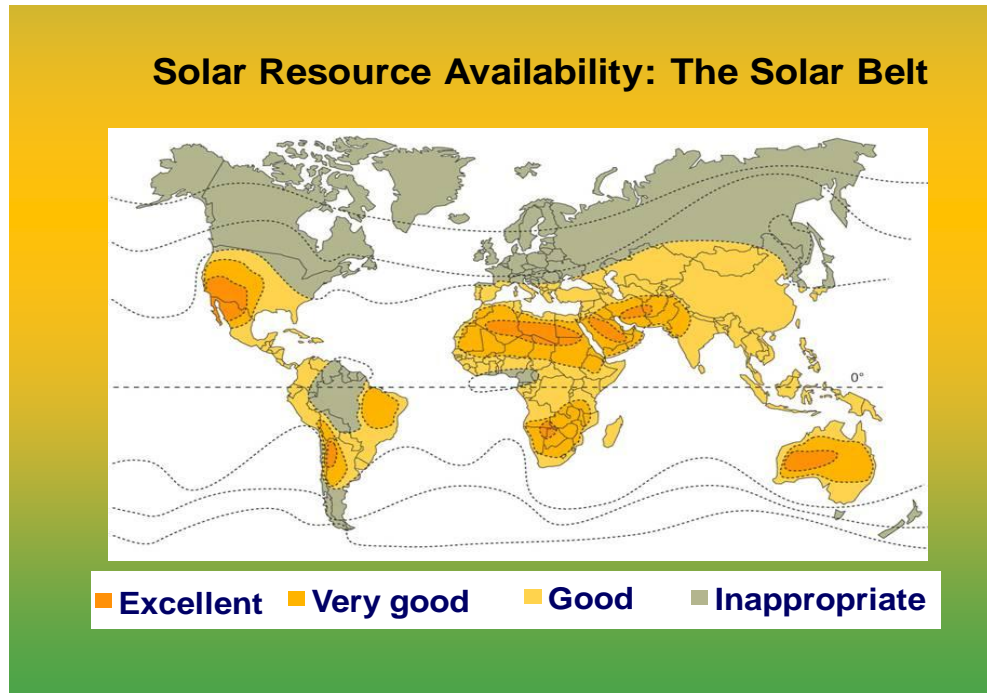 Solar Resource Availability: The Solar Belt
0°
Excellent Very good Good Inappropriate